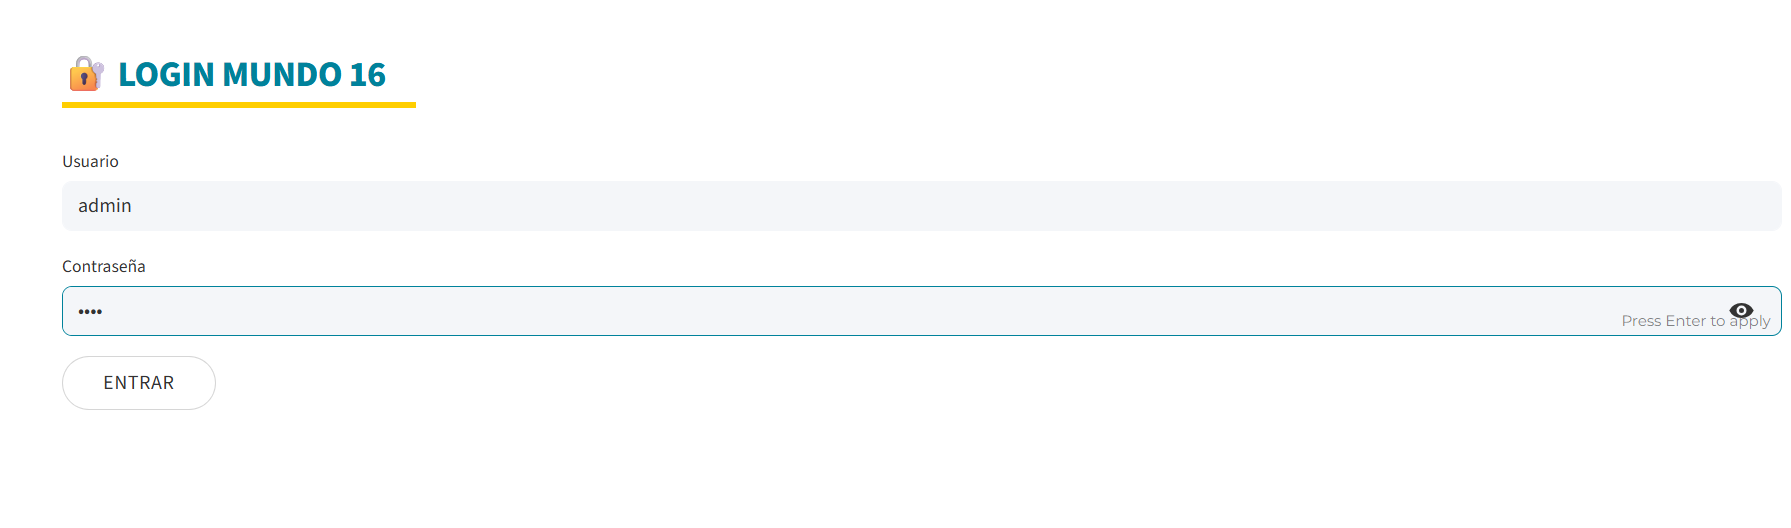 LOGIN MUNDO 16
Usuario
admin
Contraseña
••••
Press Enter to apply
ENTRAR